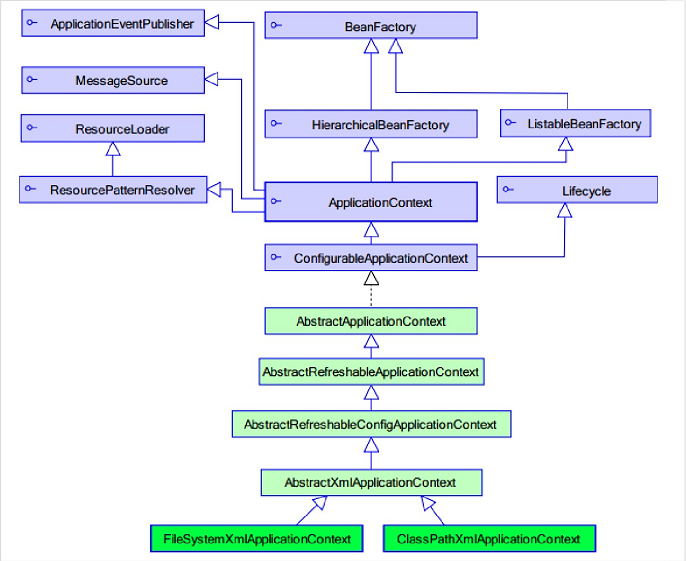 ApplicationEventPublisher
BeanFactory
MessageSource
ResourceLoader
HierarchicalBeanFactory
ListableBeanFactory
ResourcePatternResolver
ApplicationContext
Lifecycle
ConfigurableApplicationContext
AbstractApplicationContext
AbstractRefreshableApplicationContext
AbstractRefreshableConfigApplicationContext
AbstractXmlApplicationContext
FileSystemXmlApplicationContext
ClassPathXmlApplicationContext